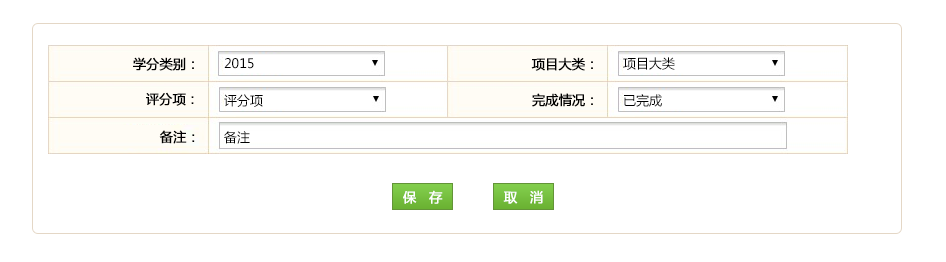 学分类别： 2015 项目大类： 项目大类
评分项： 评分项 完成情况： 已完成
备注： 备注
保 存 取 消